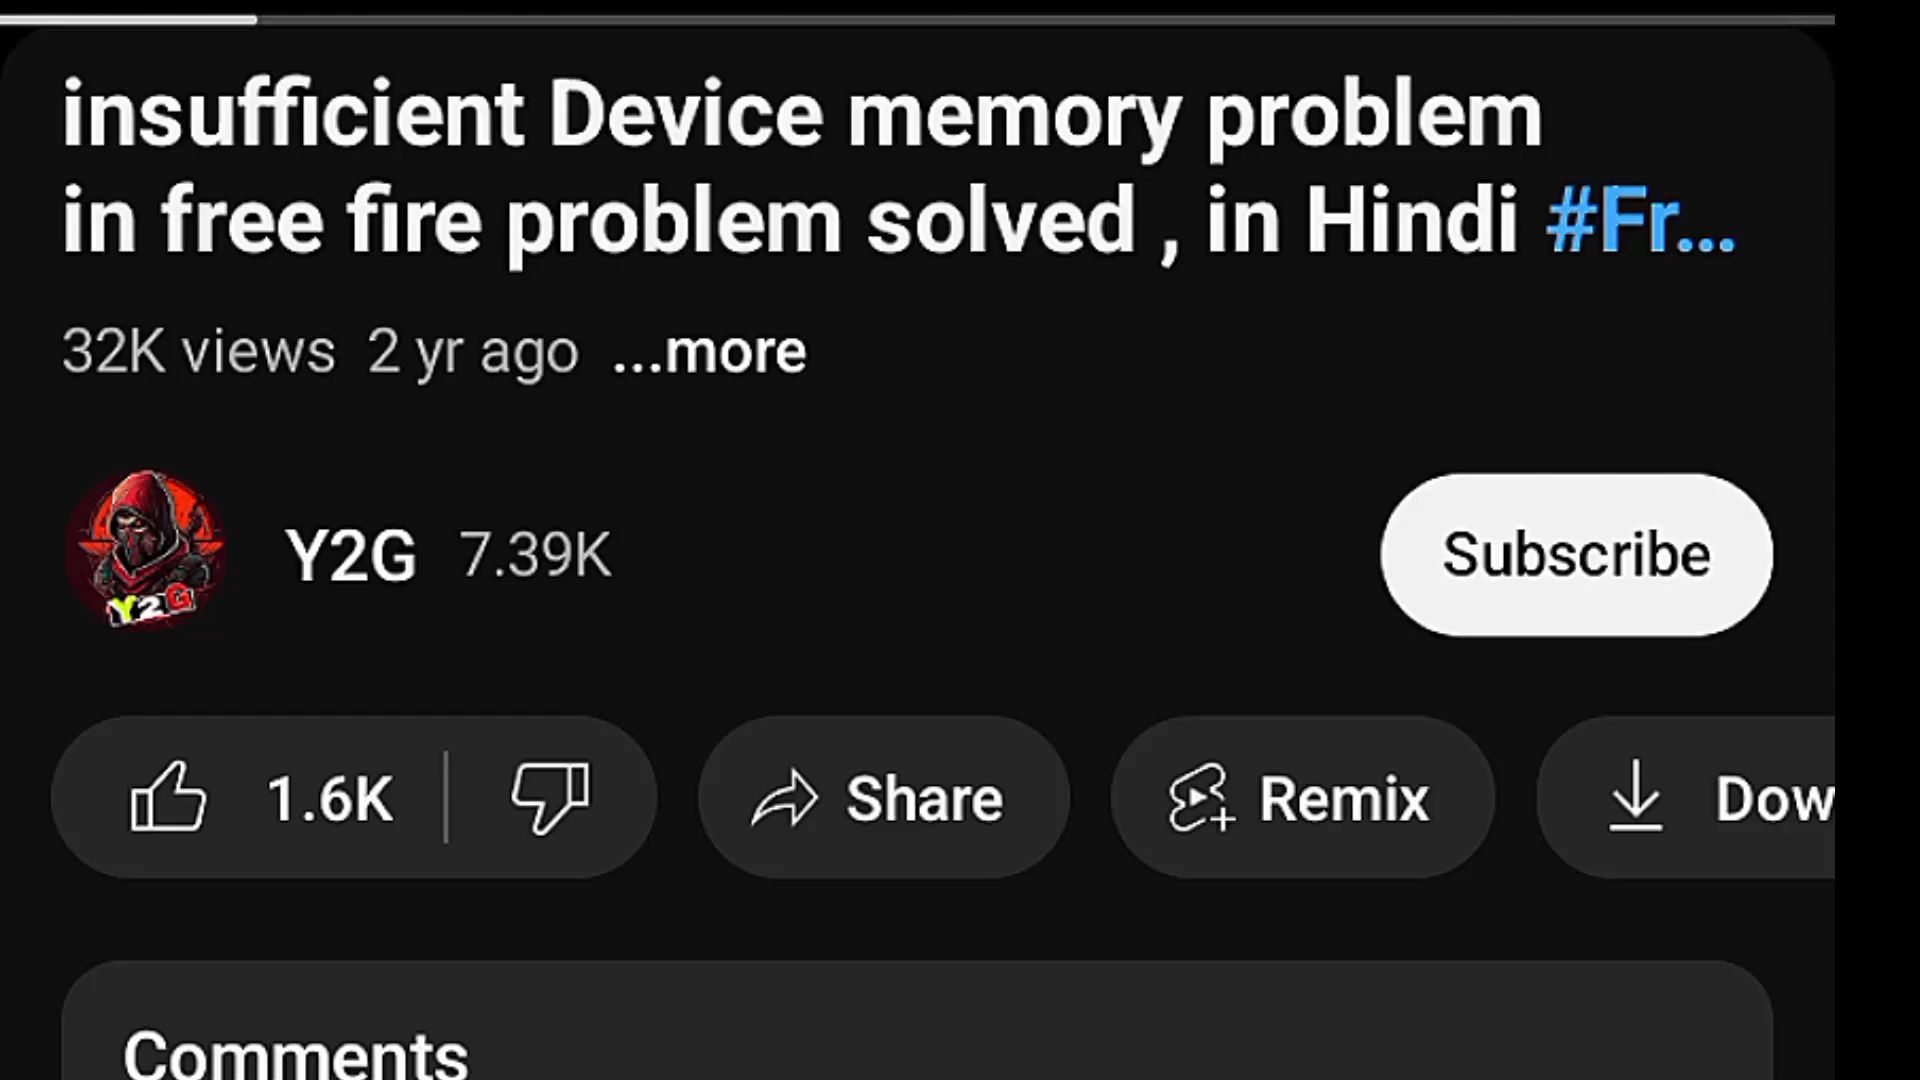 insufficient Device memory problem
in free fire problem solved , in Hindi #Fr...
32K views 2 yr ago ...more
Y2G 7.39K
Subscribe
Y2G
1.6K
Share
Remix
Dow
Comments